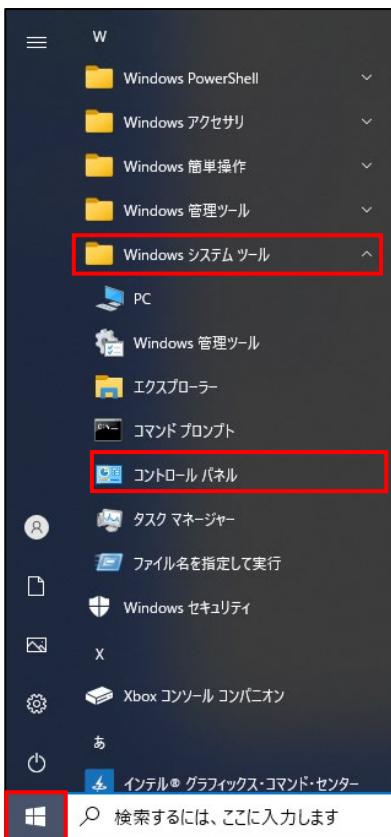 W
Windows PowerShell
Windows アクセサリ
Windows 簡単操作
Windows 管理ツール
Windows システム ツール
PC
Windows 管理ツール
エクスプローラー
コマンド プロンプト
コントロール パネル
タスク マネージャー
ファイル名を指定して実行
Windows セキュリティ
X
Xbox コンソール コンパニオン
あ
インテル® グラフィックス・コマンド・センター
検索するには、ここに入力します